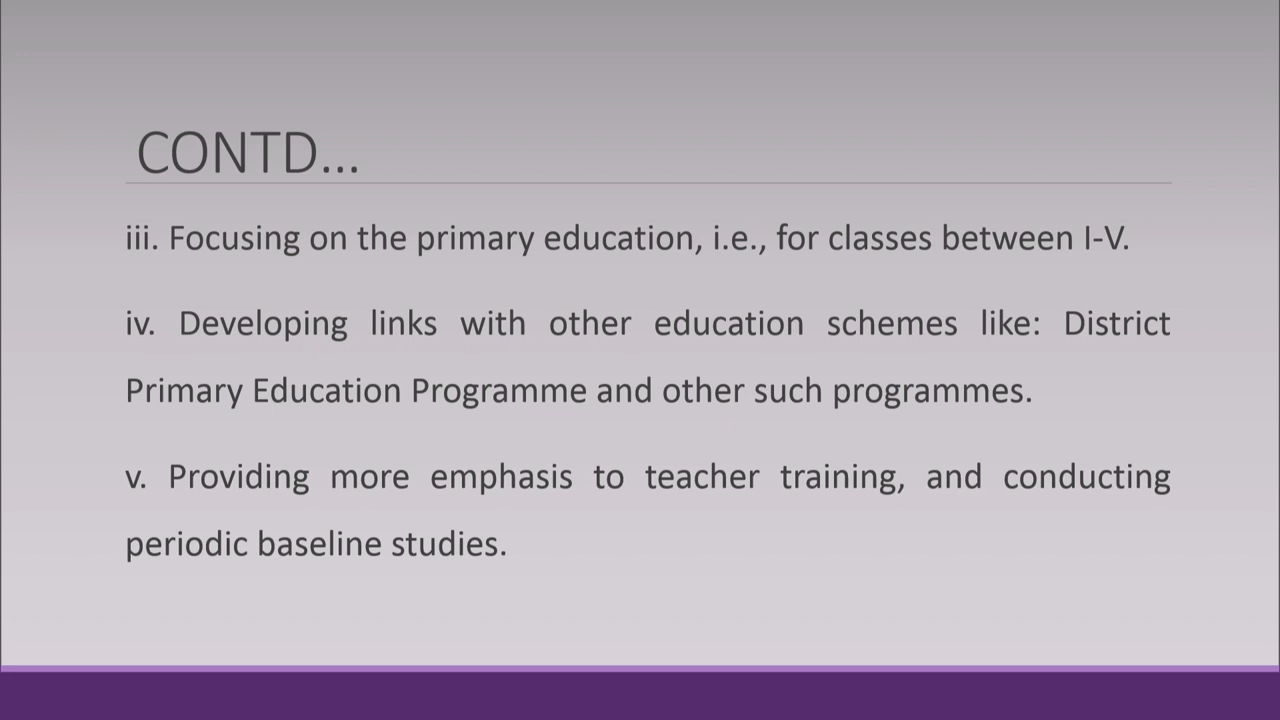 CONTD...
iii. Focusing on the primary education, i.e., for classes between I-V.
iv. Developing links with other education schemes like: District
Primary Education Programme and other such programmes.
v. Providing more emphasis to teacher training, and conducting
periodic baseline studies.